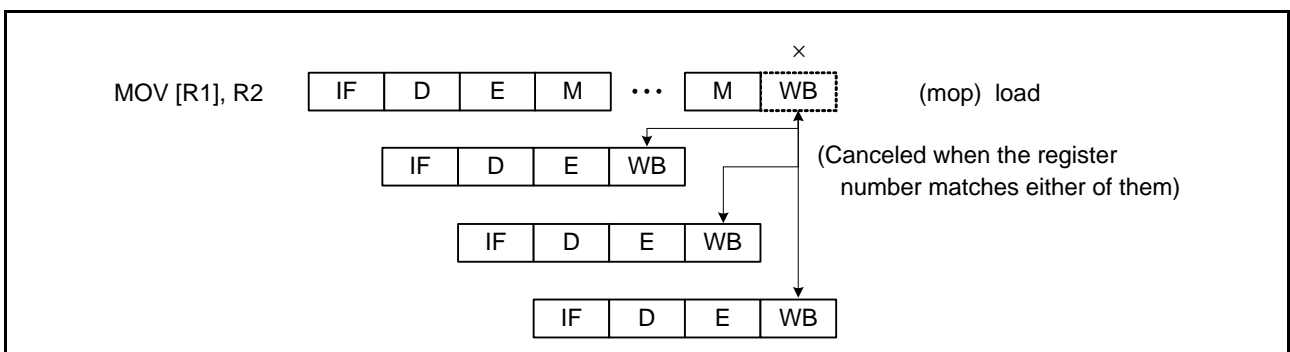 ×
MOV [R1], R2 IF D E M ••• M WB (mop) load
IF D E WB (Canceled when the register
number matches either of them)
IF D E WB
IF D E WB